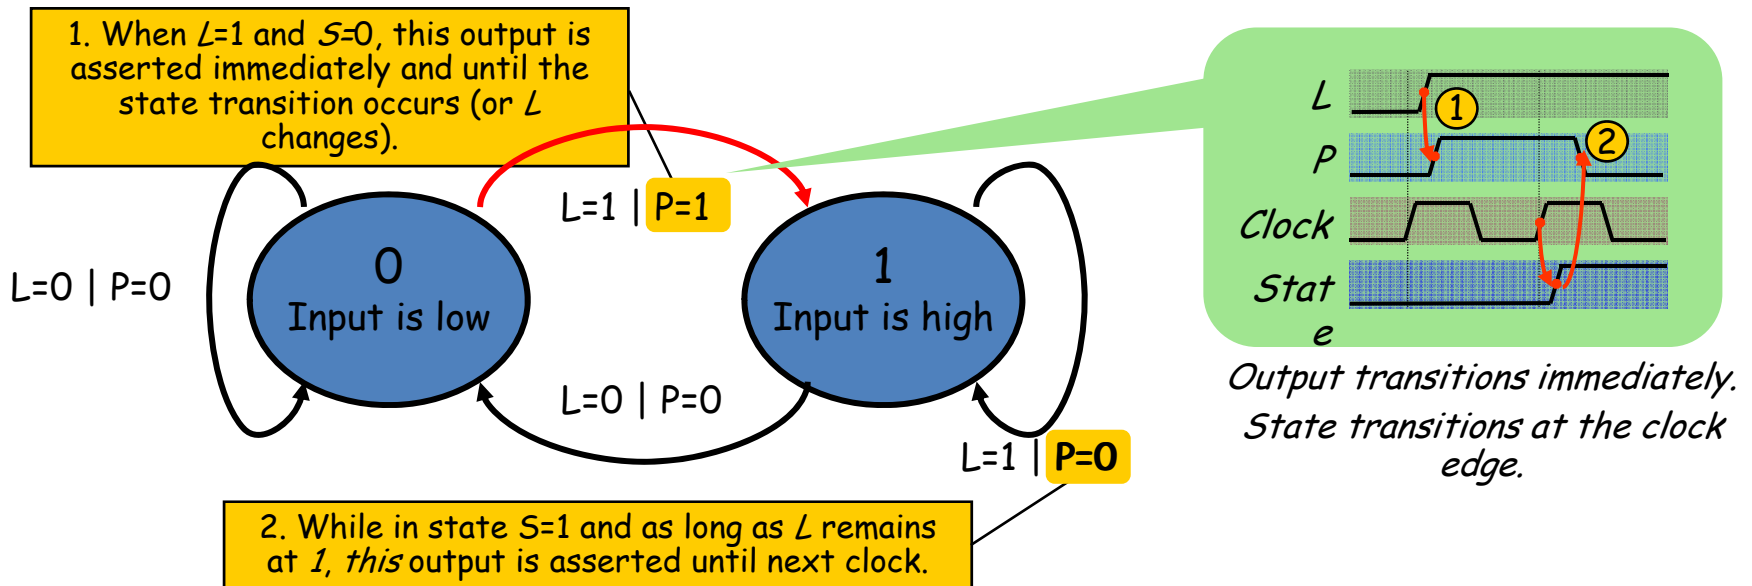 1. When L=1 and S=0, this output is
asserted immediately and until the
state transition occurs (or L
changes).
L=1 | P=1
0
Input is low
1
Input is high
L=0 | P=0
L=0 | P=0
L=1 | P=0
2. While in state S=1 and as long as L remains
at 1, this output is asserted until next clock.
L
1
P
2
Clock
Stat
e
Output transitions immediately.
State transitions at the clock
edge.